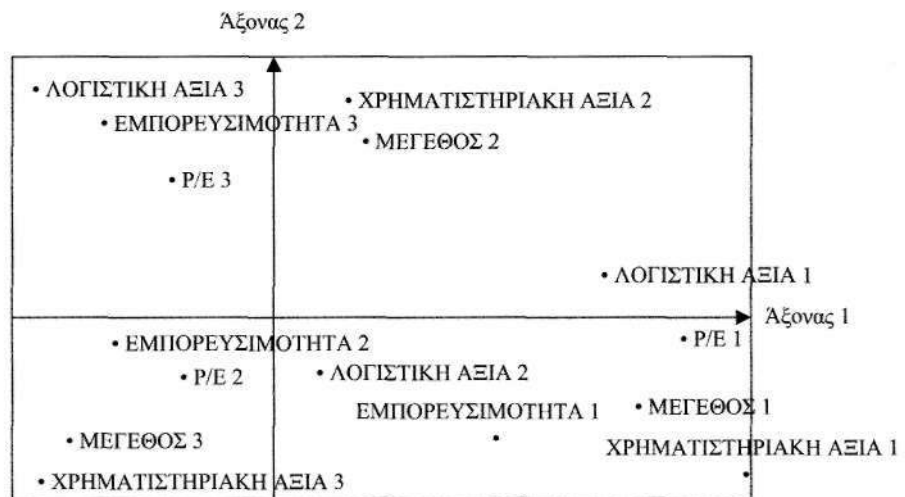 Άξονας 2
• ΛΟΓΙΣΤΙΚΗ ΑΞΙΑ 3
• ΧΡΗΜΑΤΙΣΤΗΡΙΑΚΗ ΑΞΙΑ 2
• ΕΜΠΟΡΕΥΣΙΜΟΤΗΤΑ 3
• ΜΕΓΕΘΟΣ 2
• P/E 3
• ΛΟΓΙΣΤΙΚΗ ΑΞΙΑ 1
Άξονας 1
• ΕΜΠΟΡΕΥΣΙΜΟΤΗΤΑ 2
• P/E 1
• P/E 2
• ΛΟΓΙΣΤΙΚΗ ΑΞΙΑ 2
ΕΜΠΟΡΕΥΣΙΜΟΤΗΤΑ 1
• ΜΕΓΕΘΟΣ 1
• ΜΕΓΕΘΟΣ 3
ΧΡΗΜΑΤΙΣΤΗΡΙΑΚΗ ΑΞΙΑ 1
• ΧΡΗΜΑΤΙΣΤΗΡΙΑΚΗ ΑΞΙΑ 3